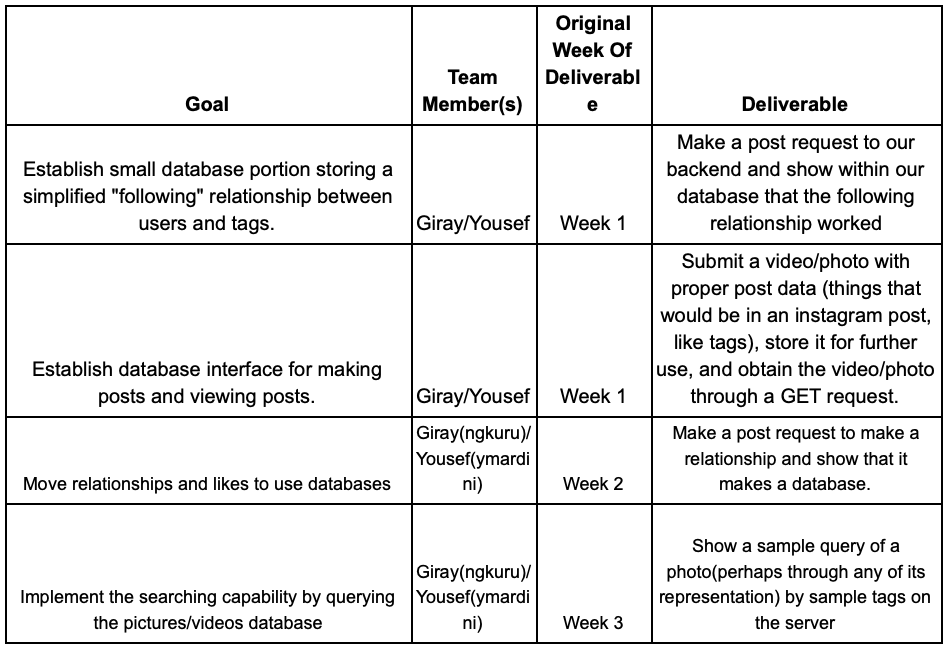 Goal
Team
Member(s)
Original
Week Of
Deliverabl
e
Deliverable
Establish small database portion storing a
simplified "following" relationship between
users and tags.
Giray/Yousef
Week 1
Make a post request to our
backend and show within our
database that the following
relationship worked
Establish database interface for making
posts and viewing posts.
Giray/Yousef
Week 1
Submit a video/photo with
proper post data (things that
would be in an instagram post,
like tags), store it for further
use, and obtain the video/photo
through a GET request.
Move relationships and likes to use databases
Giray(ngkuru)/
Yousef(ymardi
ni)
Week 2
Make a post request to make a
relationship and show that it
makes a database.
Implement the searching capability by querying
the pictures/videos database
Giray(ngkuru)/
Yousef(ymardi
ni)
Week 3
Show a sample query of a
photo(perhaps through any of its
representation) by sample tags on
the server